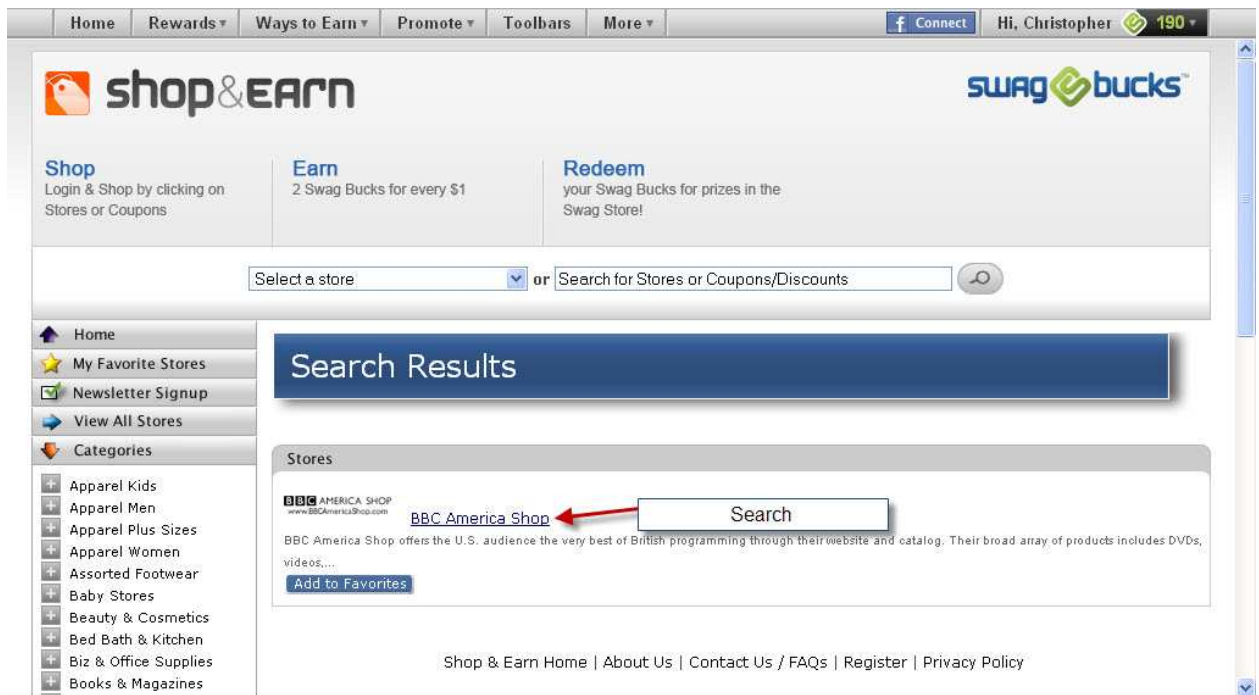 Home Rewards Ways to Earn Promote Toolbars More f Connect Hi, Christopher 190
shop&EARN
swagbucks™
Shop
Login & Shop by clicking on
Stores or Coupons
Earn
2 Swag Bucks for every $1
Redeem
your Swag Bucks for prizes in the
Swag Store!
Select a store or Search for Stores or Coupons/Discounts
Home
My Favorite Stores
Newsletter Signup
View All Stores
Categories
Apparel Kids
Apparel Men
Apparel Plus Sizes
Apparel Women
Assorted Footwear
Baby Stores
Beauty & Cosmetics
Bed Bath & Kitchen
Biz & Office Supplies
Books & Magazines
Search Results
Stores
BBC AMERICA SHOP
www.BBCAmericaShop.com
BBC America Shop
Search
BBC America Shop offers the U.S. audience the very best of British programming through their website and catalog. Their broad array of products includes DVDs,
videos,...
Add to Favorites
Shop & Earn Home | About Us | Contact Us / FAQs | Register | Privacy Policy